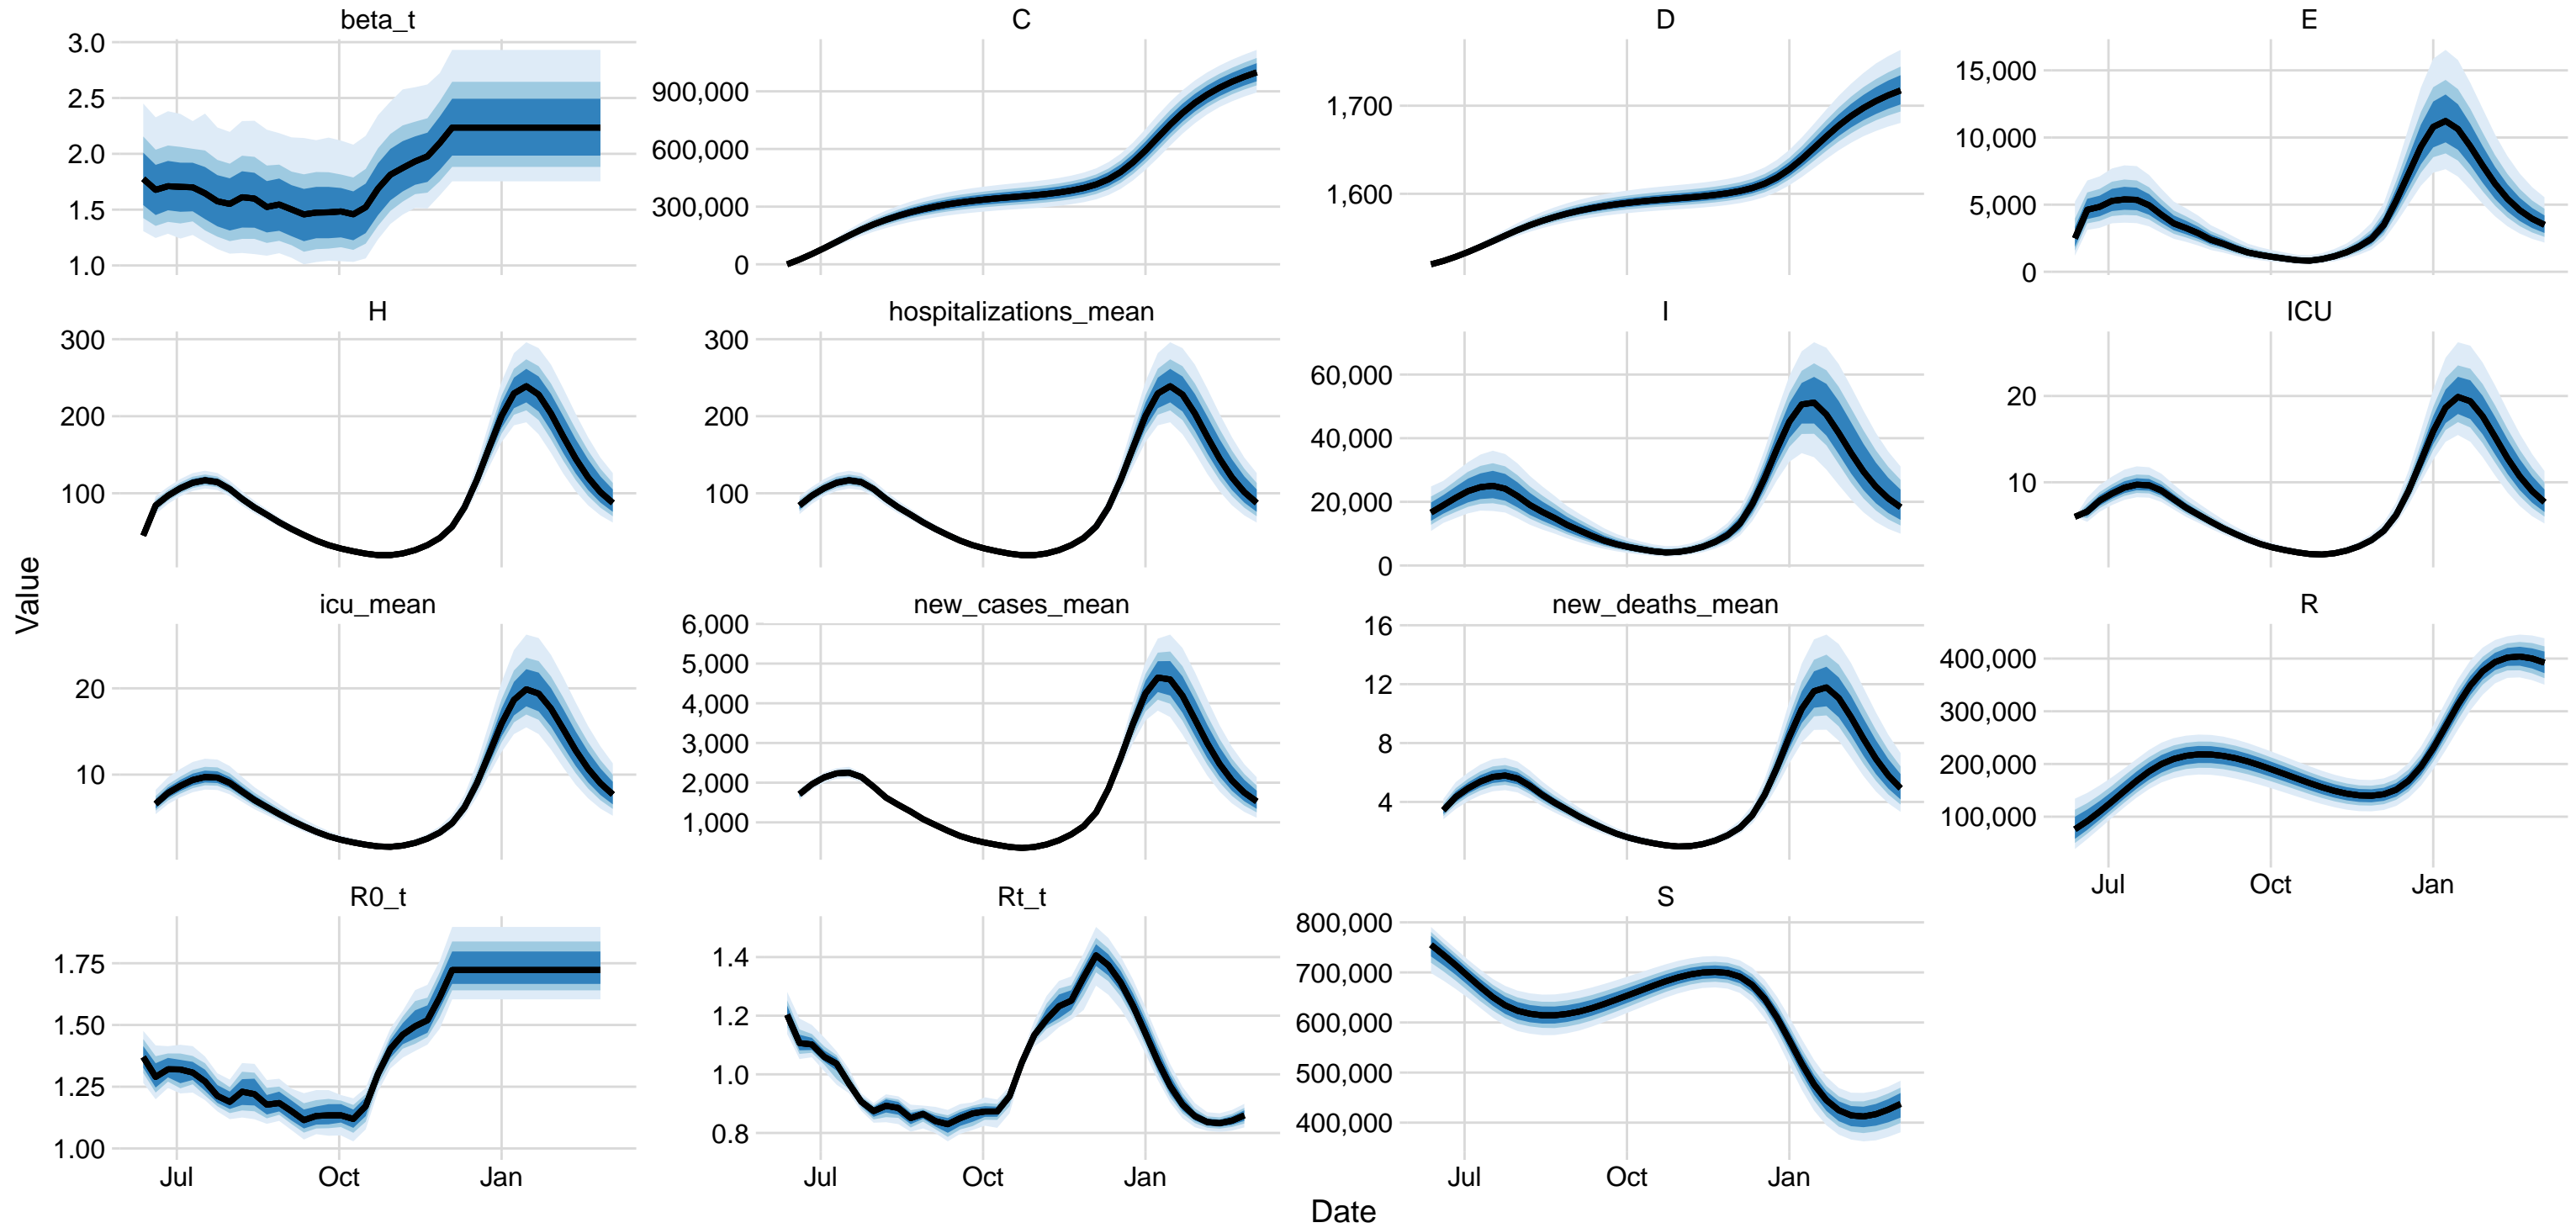 beta_t
3.0
2.5
2.0
1.5
1.0
C
900,000
600,000
300,000
0
D
1,700
1,600
E
15,000
10,000
5,000
0
H
300
200
100
hospitalizations_mean
300
200
100
I
60,000
40,000
20,000
0
ICU
20
10
Value
icu_mean
20
10
new_cases_mean
6,000
5,000
4,000
3,000
2,000
1,000
new_deaths_mean
16
12
8
4
R
400,000
300,000
200,000
100,000
Jul Oct Jan
R0_t
1.75
1.50
1.25
1.00
Jul Oct Jan
Rt_t
1.4
1.2
1.0
0.8
Jul Oct Jan
S
800,000
700,000
600,000
500,000
400,000
Jul Oct Jan
Date